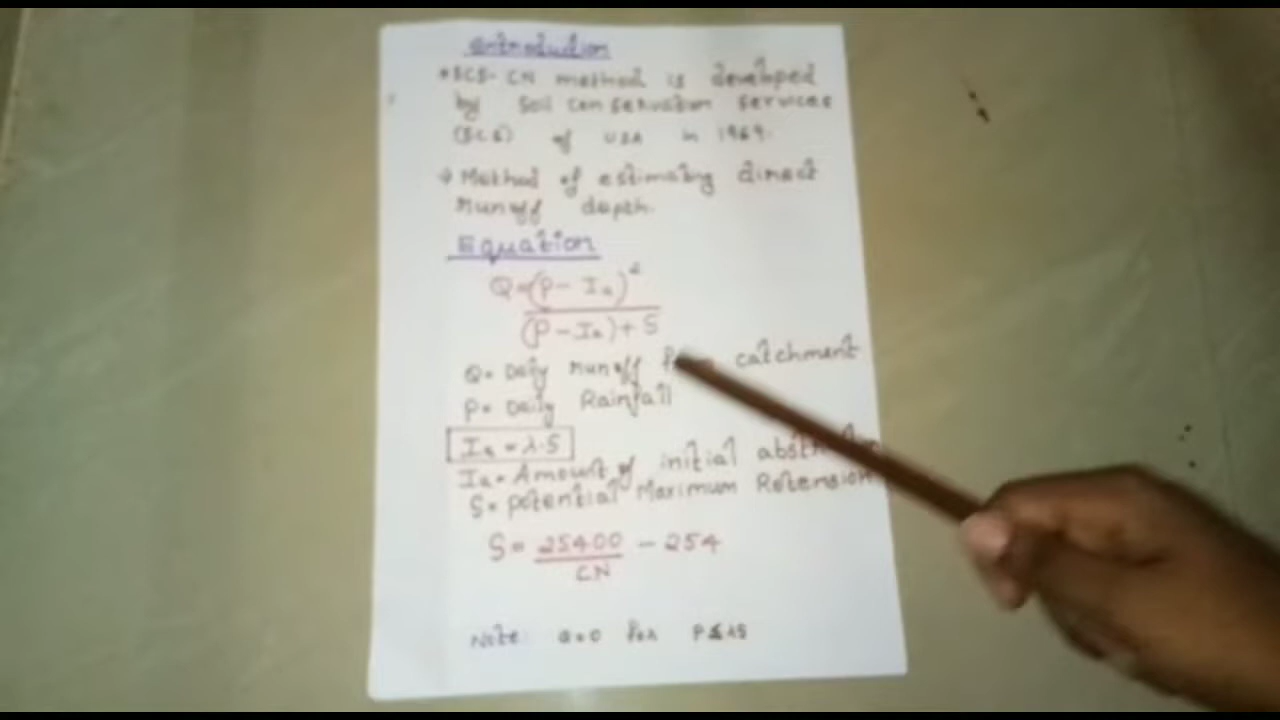 Introduction
* SCS-CN method is developed
by Soil Conservation Services
(SCS) of USA in 1969.
→ Method of estimating direct
runoff depth.
Equation
Q = (P - Ia)²
(P - Ia) + S
Q = Daily runoff from catchment
P = Daily Rainfall
Ia = λ.S
Ia = Amount of initial
S = Potential Maximum Retension
S = 25400 - 254
CN
Note: Q=0 for P≤λS